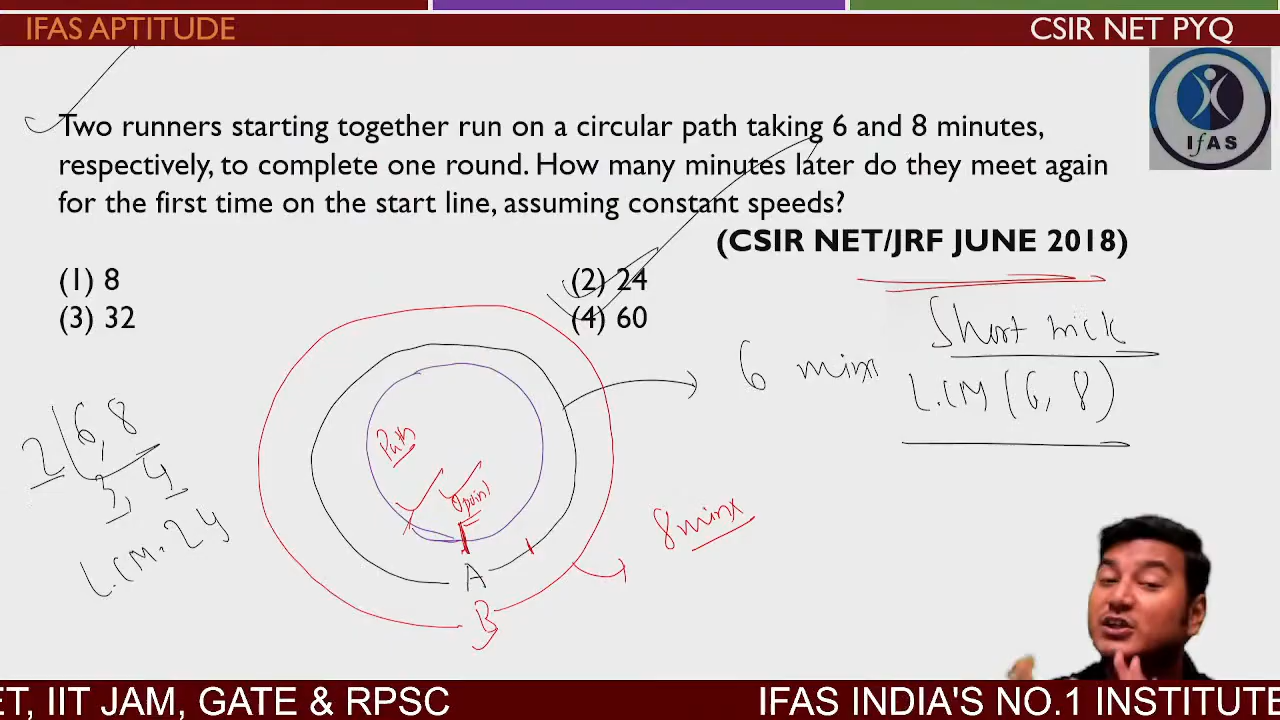 IFAS APTITUDE
CSIR NET PYQ
IfAS
Two runners starting together run on a circular path taking 6 and 8 minutes,
respectively, to complete one round. How many minutes later do they meet again
for the first time on the start line, assuming constant speeds?
(CSIR NET/JRF JUNE 2018)
(1) 8
(2) 24
(3) 32
(4) 60
Short trick
L.CM (6, 8)
6 min
2 6, 8
3, 4
L.CM = 24
Path
A
B
8 min
ET, IIT JAM, GATE & RPSC
IFAS INDIA'S NO.1 INSTITUTE